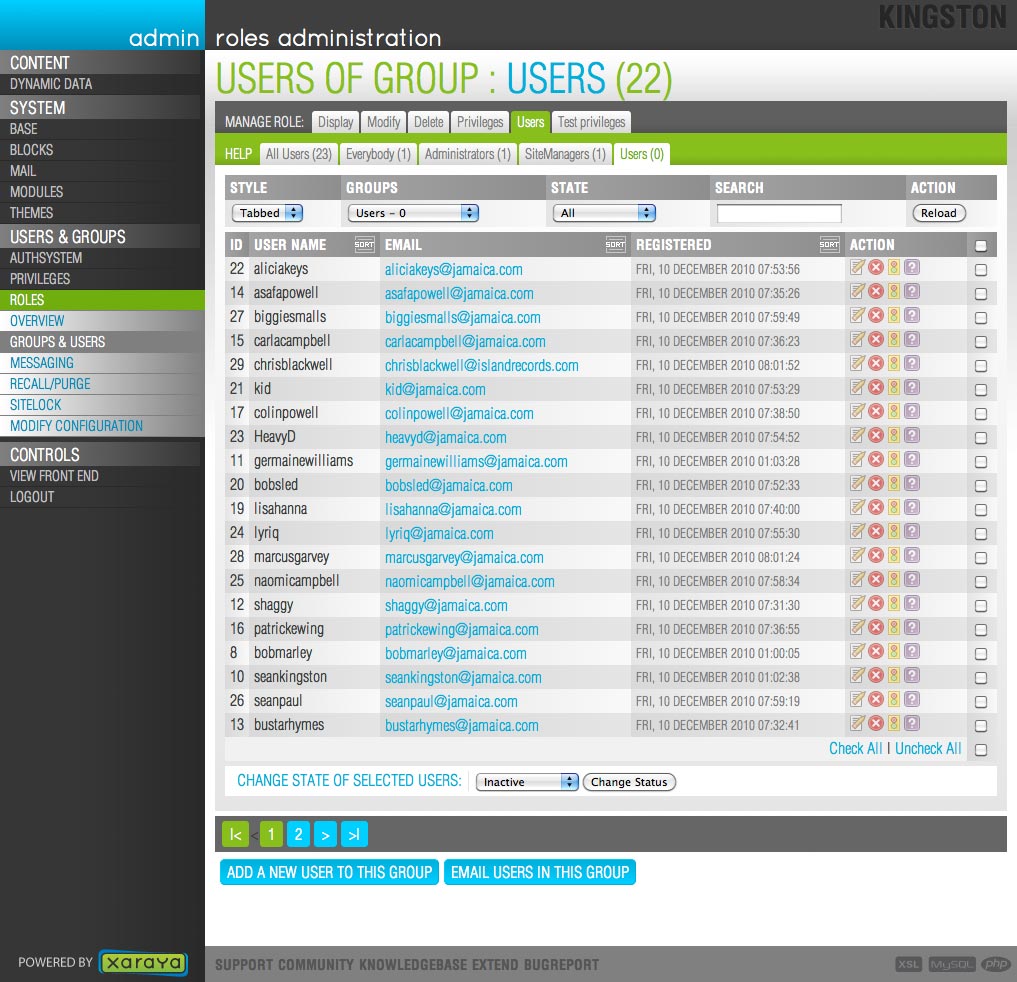 KINGSTON
admin roles administration
CONTENT
DYNAMIC DATA
SYSTEM
BASE
BLOCKS
MAIL
MODULES
THEMES
USERS & GROUPS
AUTHSYSTEM
PRIVILEGES
ROLES
OVERVIEW
GROUPS & USERS
MESSAGING
RECALL/PURGE
SITELOCK
MODIFY CONFIGURATION
CONTROLS
VIEW FRONT END
LOGOUT
USERS OF GROUP : USERS (22)
MANAGE ROLE: Display Modify Delete Privileges Users Test privileges
HELP All Users (23) Everybody (1) Administrators (1) SiteManagers (1) Users (0)
STYLE GROUPS STATE SEARCH ACTION
Tabbed Users - 0 All Reload
ID USER NAME SORT EMAIL SORT REGISTERED SORT ACTION
22 aliciakeys aliciakeys@jamaica.com FRI, 10 DECEMBER 2010 07:53:56
14 asafapowell asafapowell@jamaica.com FRI, 10 DECEMBER 2010 07:35:26
27 biggiesmalls biggiesmalls@jamaica.com FRI, 10 DECEMBER 2010 07:59:49
15 carlacampbell carlacampbell@jamaica.com FRI, 10 DECEMBER 2010 07:36:23
29 chrisblackwell chrisblackwell@islandrecords.com FRI, 10 DECEMBER 2010 08:01:52
21 kid kid@jamaica.com FRI, 10 DECEMBER 2010 07:53:29
17 colinpowell colinpowell@jamaica.com FRI, 10 DECEMBER 2010 07:38:50
23 HeavyD heavyd@jamaica.com FRI, 10 DECEMBER 2010 07:54:52
11 germainewilliams germainewilliams@jamaica.com FRI, 10 DECEMBER 2010 01:03:28
20 bobsled bobsled@jamaica.com FRI, 10 DECEMBER 2010 07:52:33
19 lisahanna lisahanna@jamaica.com FRI, 10 DECEMBER 2010 07:40:00
24 lyriq lyriq@jamaica.com FRI, 10 DECEMBER 2010 07:55:30
28 marcusgarvey marcusgarvey@jamaica.com FRI, 10 DECEMBER 2010 08:01:24
25 naomicampbell naomicampbell@jamaica.com FRI, 10 DECEMBER 2010 07:58:34
12 shaggy shaggy@jamaica.com FRI, 10 DECEMBER 2010 07:31:30
16 patrickewing patrickewing@jamaica.com FRI, 10 DECEMBER 2010 07:36:55
8 bobmarley bobmarley@jamaica.com FRI, 10 DECEMBER 2010 01:00:05
10 seankingston seankingston@jamaica.com FRI, 10 DECEMBER 2010 01:02:38
26 seanpaul seanpaul@jamaica.com FRI, 10 DECEMBER 2010 07:59:19
13 bustarhymes bustarhymes@jamaica.com FRI, 10 DECEMBER 2010 07:32:41
Check All | Uncheck All
CHANGE STATE OF SELECTED USERS: Inactive Change Status
|< < 1 2 > >|
ADD A NEW USER TO THIS GROUP EMAIL USERS IN THIS GROUP
POWERED BY xaraya
SUPPORT COMMUNITY KNOWLEDGEBASE EXTEND BUGREPORT
XSL MySQL php